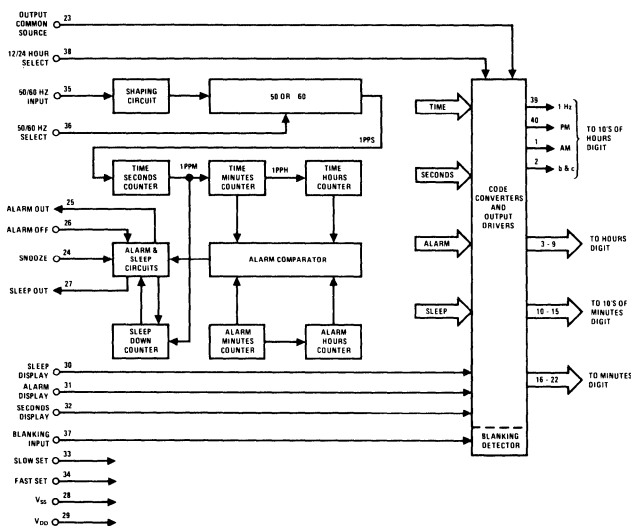 OUTPUT
COMMON
SOURCE
23
12/24 HOUR
SELECT
38
50/60 HZ
INPUT
35
SHAPING
CIRCUIT
50 OR 60
50/60 HZ
SELECT
36
1PPS
TIME
SECONDS
COUNTER
1PPM
TIME
MINUTES
COUNTER
1PPH
TIME
HOURS
COUNTER
ALARM OUT
25
ALARM OFF
26
SNOOZE
24
SLEEP OUT
27
ALARM &
SLEEP
CIRCUITS
ALARM COMPARATOR
SLEEP
DOWN
COUNTER
ALARM
MINUTES
COUNTER
ALARM
HOURS
COUNTER
SLEEP
DISPLAY
30
ALARM
DISPLAY
31
SECONDS
DISPLAY
32
BLANKING
INPUT
37
SLOW SET
33
FAST SET
34
VSS
28
VDD
29
TIME
SECONDS
ALARM
SLEEP
CODE
CONVERTERS
AND
OUTPUT
DRIVERS
BLANKING
DETECTOR
39
1 Hz
40
PM
1
AM
2
b & c
TO 10'S OF
HOURS
DIGIT
3 - 9
TO HOURS
DIGIT
10 - 15
TO 10'S OF
MINUTES
DIGIT
16 - 22
TO MINUTES
DIGIT